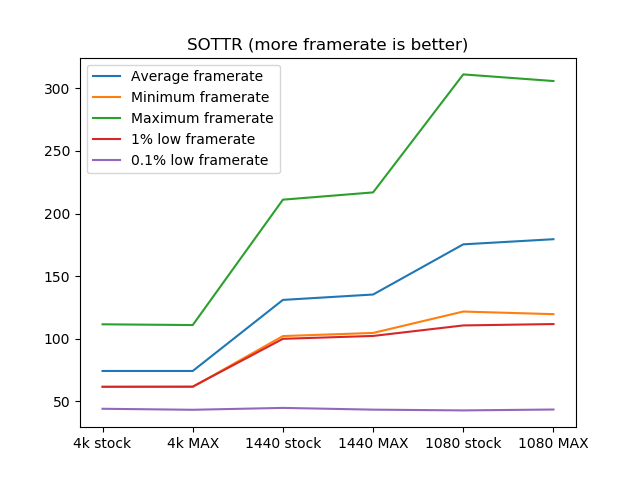 SOTTR (more framerate is better)
Average framerate
Minimum framerate
Maximum framerate
1% low framerate
0.1% low framerate
300
250
200
150
100
50
4k stock 4k MAX 1440 stock 1440 MAX 1080 stock 1080 MAX